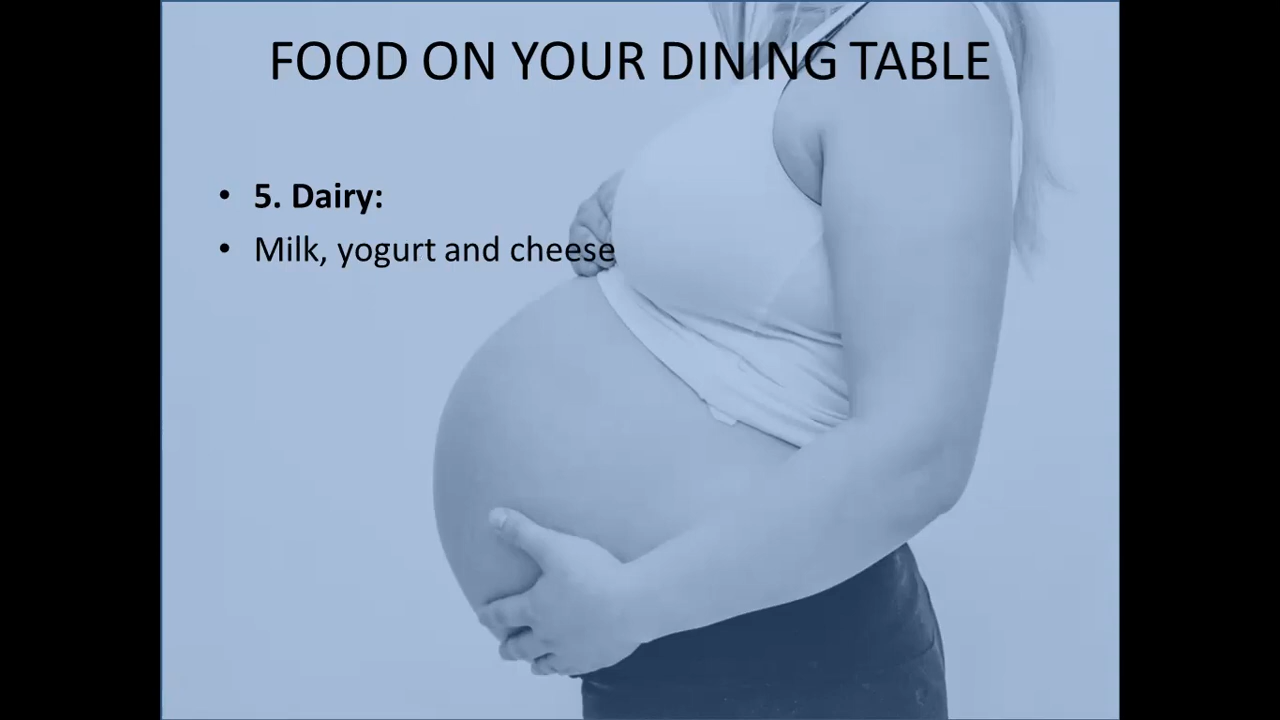 FOOD ON YOUR DINING TABLE
• 5. Dairy:
• Milk, yogurt and cheese